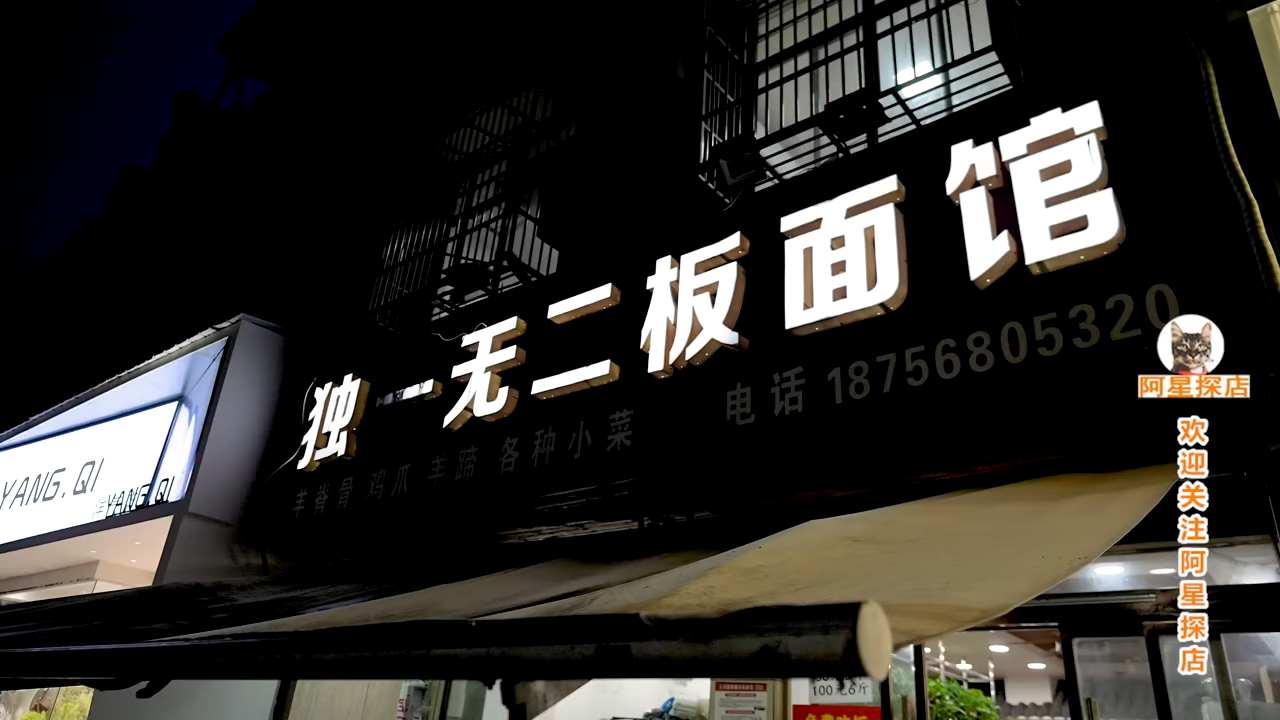 独一无二板面馆
电话 18756805320
羊脊骨 鸡爪 羊蹄 各种小菜
YANG.QI
YANG.QI
阿星探店
欢迎关注阿星探店